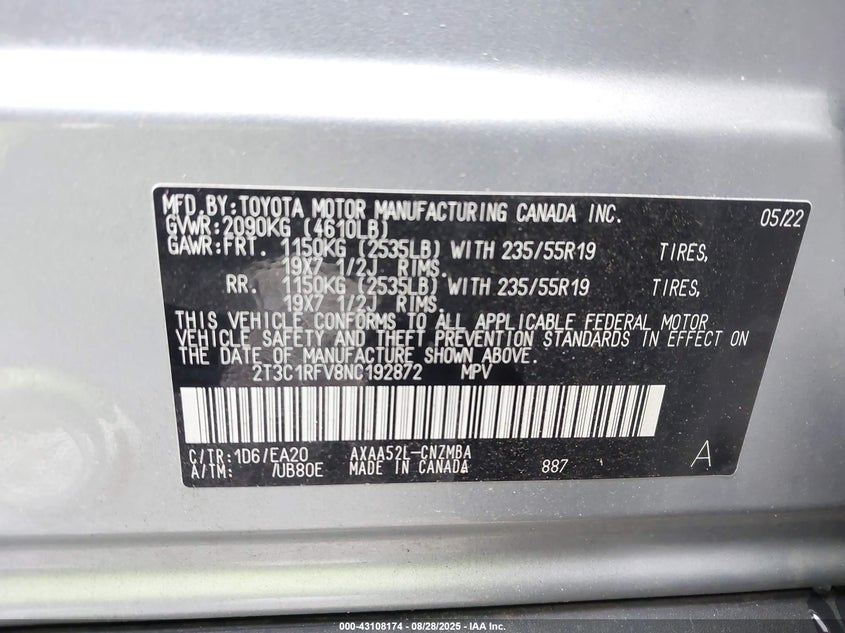 MFD.BY:TOYOTA MOTOR MANUFACTURING CANADA INC. 05/22
GVWR:2090KG (4610LB)
GAWR:FRT. 1150KG (2535LB) WITH 235/55R19 TIRES,
19X7 1/2J RIMS.
RR. 1150KG (2535LB) WITH 235/55R19 TIRES,
19X7 1/2J RIMS.
THIS VEHICLE CONFORMS TO ALL APPLICABLE FEDERAL MOTOR
VEHICLE SAFETY AND THEFT PREVENTION STANDARDS IN EFFECT ON
THE DATE OF MANUFACTURE SHOWN ABOVE.
2T3C1RFV8NC192872 MPV
C/TR:1D6/EA20 AXAA52L-CNZMBA
A/TM: /UB80E MADE IN CANADA 887 A
000-43108174 | 08/28/2025 - IAA Inc.